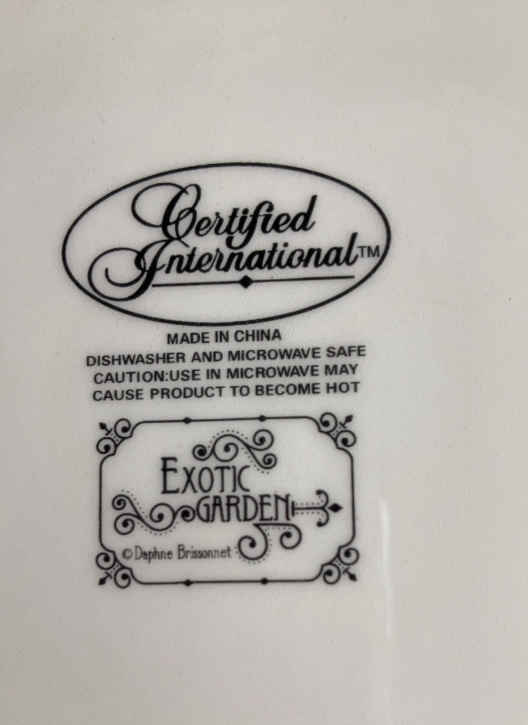 Certified
International™
MADE IN CHINA
DISHWASHER AND MICROWAVE SAFE
CAUTION:USE IN MICROWAVE MAY
CAUSE PRODUCT TO BECOME HOT
EXOTIC
GARDEN
© Daphne Brissonnet